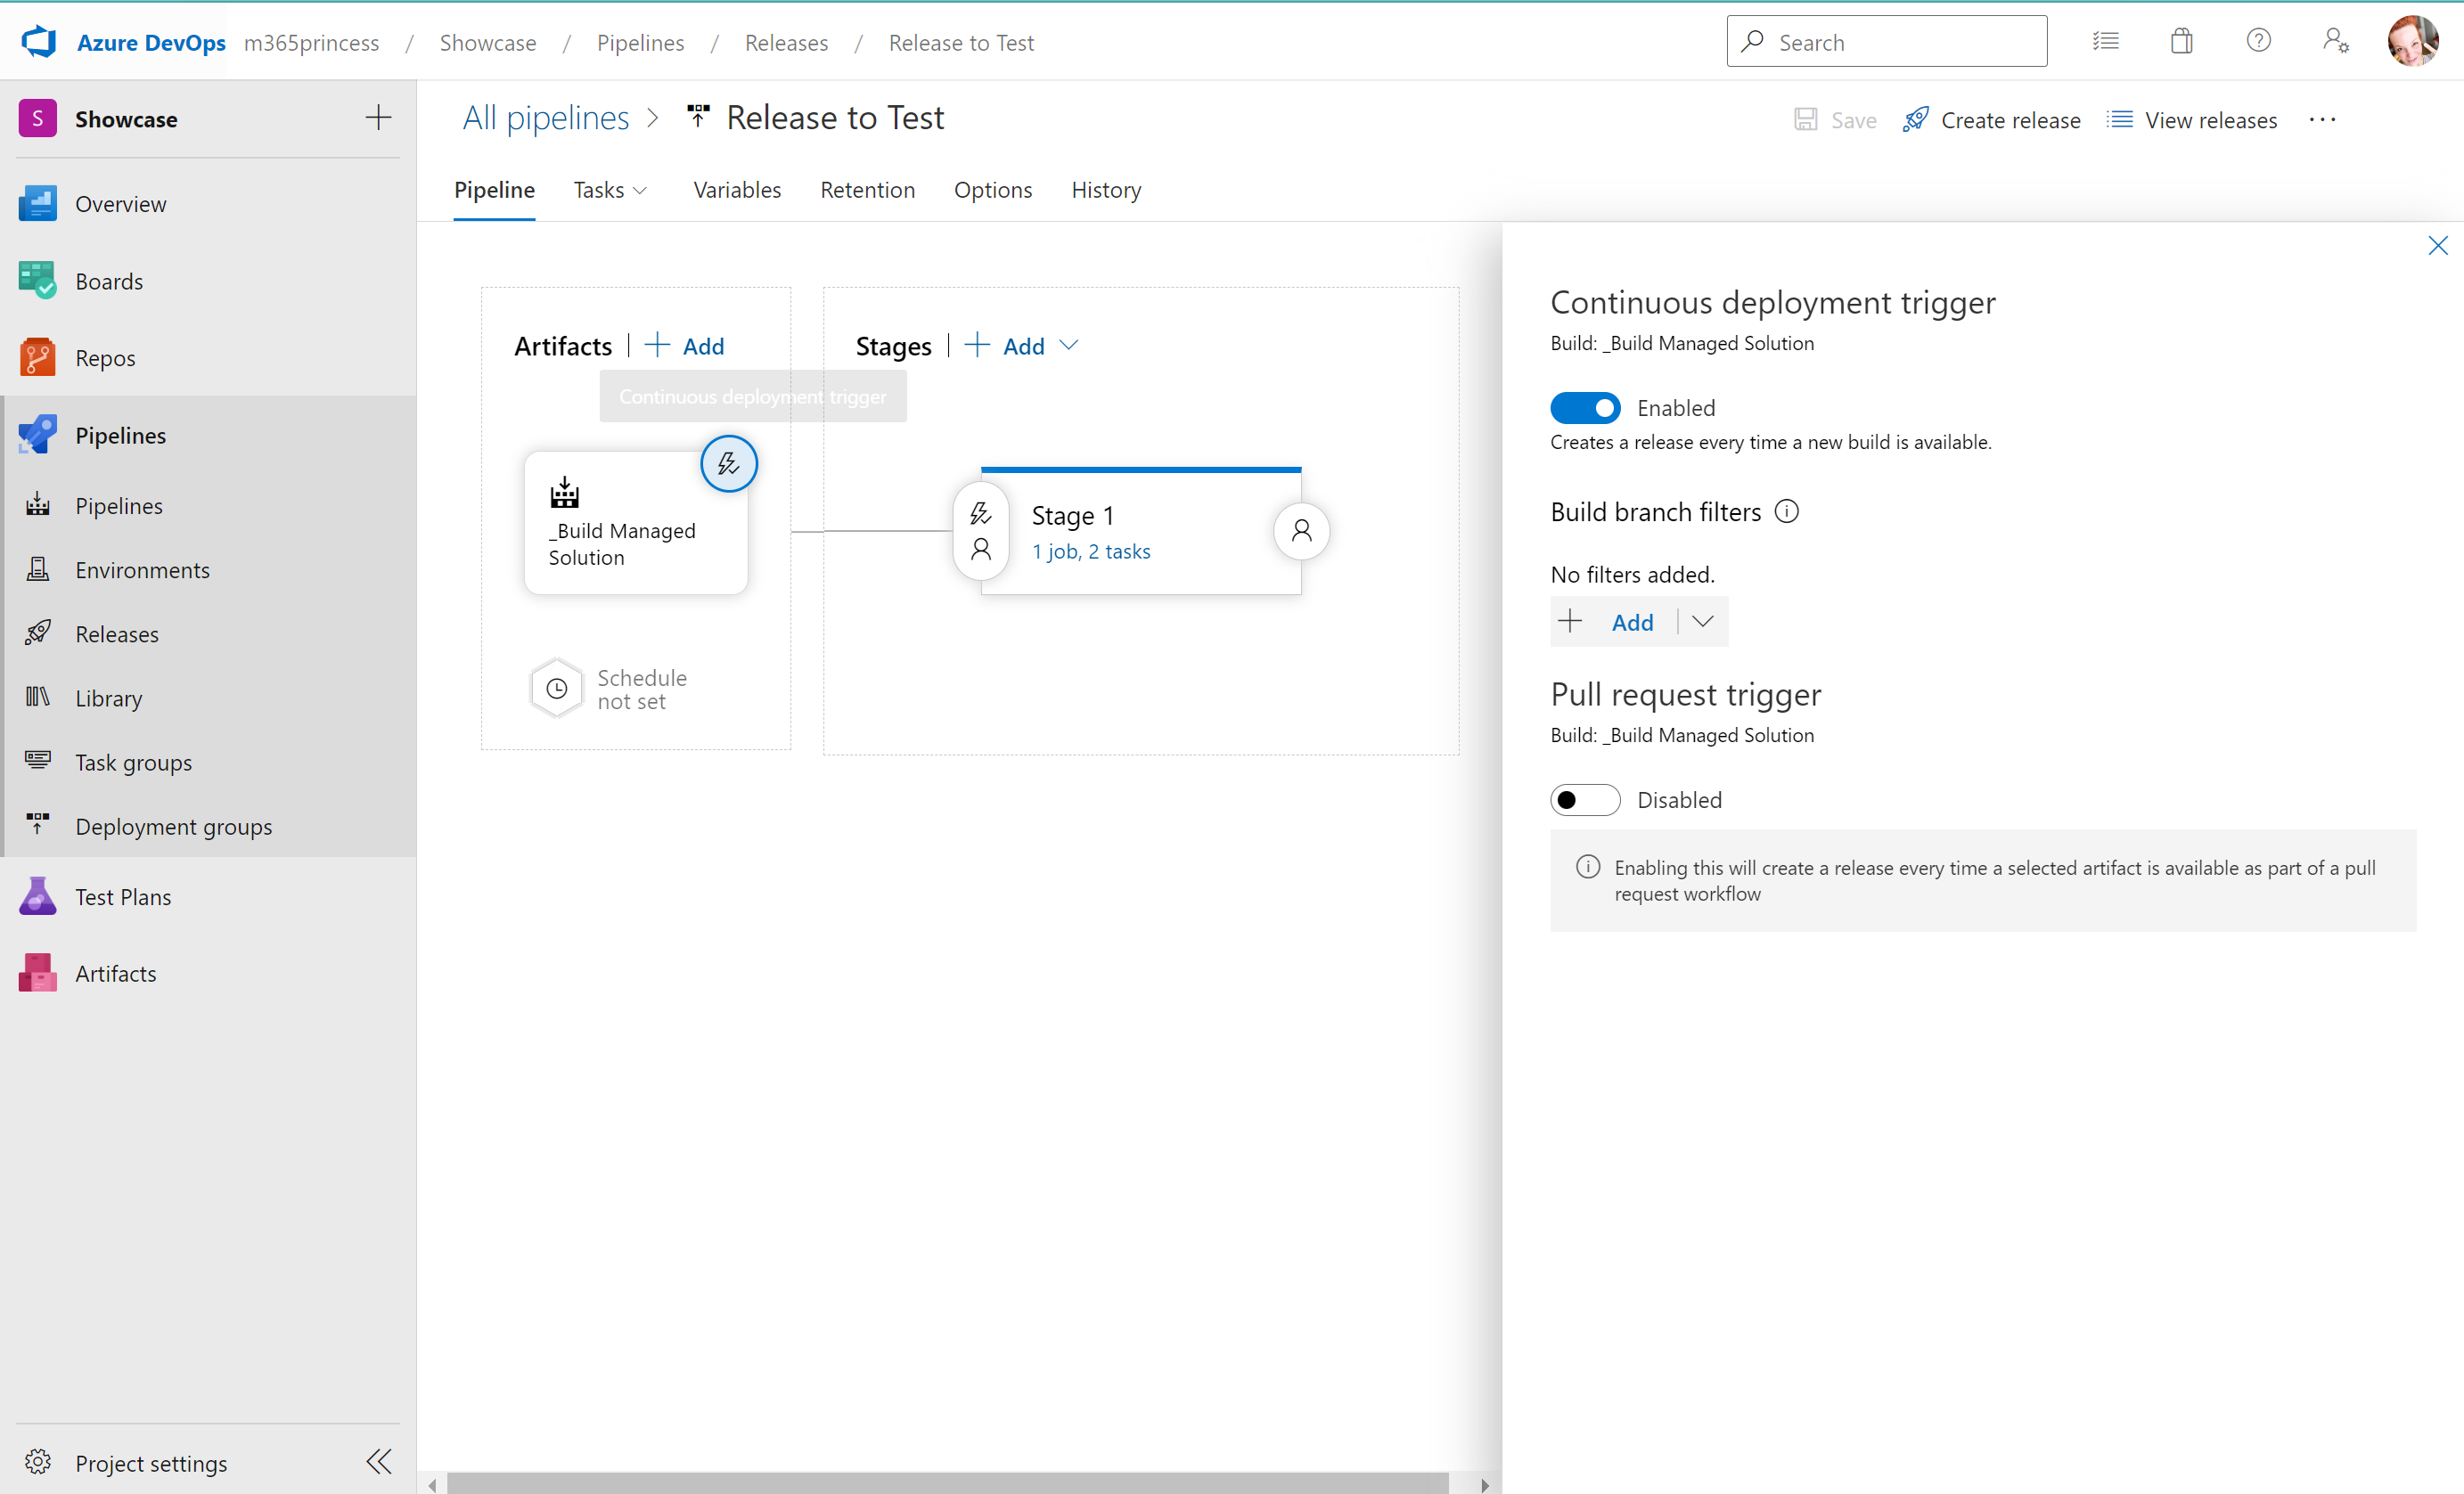 Azure DevOps m365princess / Showcase / Pipelines / Releases / Release to Test
Search
S Showcase
Overview
Boards
Repos
Pipelines
Pipelines
Environments
Releases
Library
Task groups
Deployment groups
Test Plans
Artifacts
Project settings
All pipelines > Release to Test
Save Create release View releases ...
Pipeline Tasks Variables Retention Options History
Artifacts | + Add
Stages | + Add
Continuous deployment trigger
_Build Managed
Solution
Schedule
not set
Stage 1
1 job, 2 tasks
Continuous deployment trigger
Build: _Build Managed Solution
Enabled
Creates a release every time a new build is available.
Build branch filters
No filters added.
+ Add
Pull request trigger
Build: _Build Managed Solution
Disabled
Enabling this will create a release every time a selected artifact is available as part of a pull
request workflow